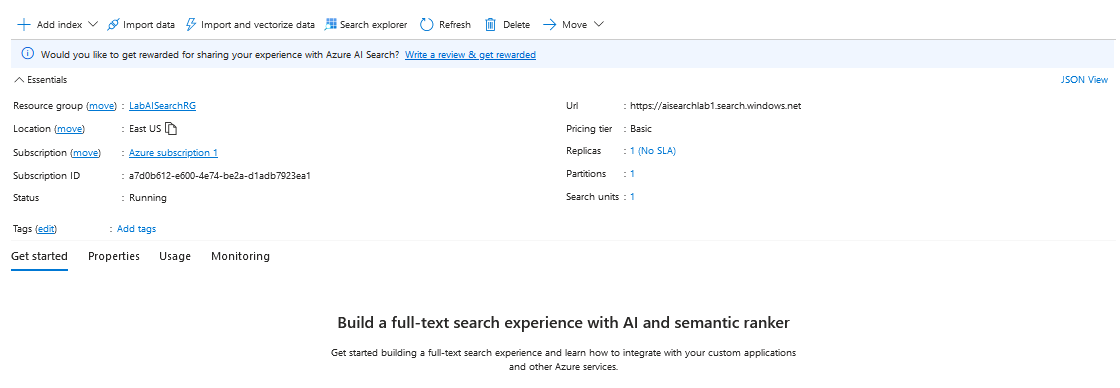 Add index Import data Import and vectorize data Search explorer Refresh Delete Move
Would you like to get rewarded for sharing your experience with Azure AI Search? Write a review & get rewarded
Essentials JSON View
Resource group (move) : LabAISearchRG
Location (move) : East US
Subscription (move) : Azure subscription 1
Subscription ID : a7d0b612-e600-4e74-be2a-d1adb7923ea1
Status : Running
Url : https://aisearchlab1.search.windows.net
Pricing tier : Basic
Replicas : 1 (No SLA)
Partitions : 1
Search units : 1
Tags (edit) : Add tags
Get started Properties Usage Monitoring
Build a full-text search experience with AI and semantic ranker
Get started building a full-text search experience and learn how to integrate with your custom applications
and other Azure services.